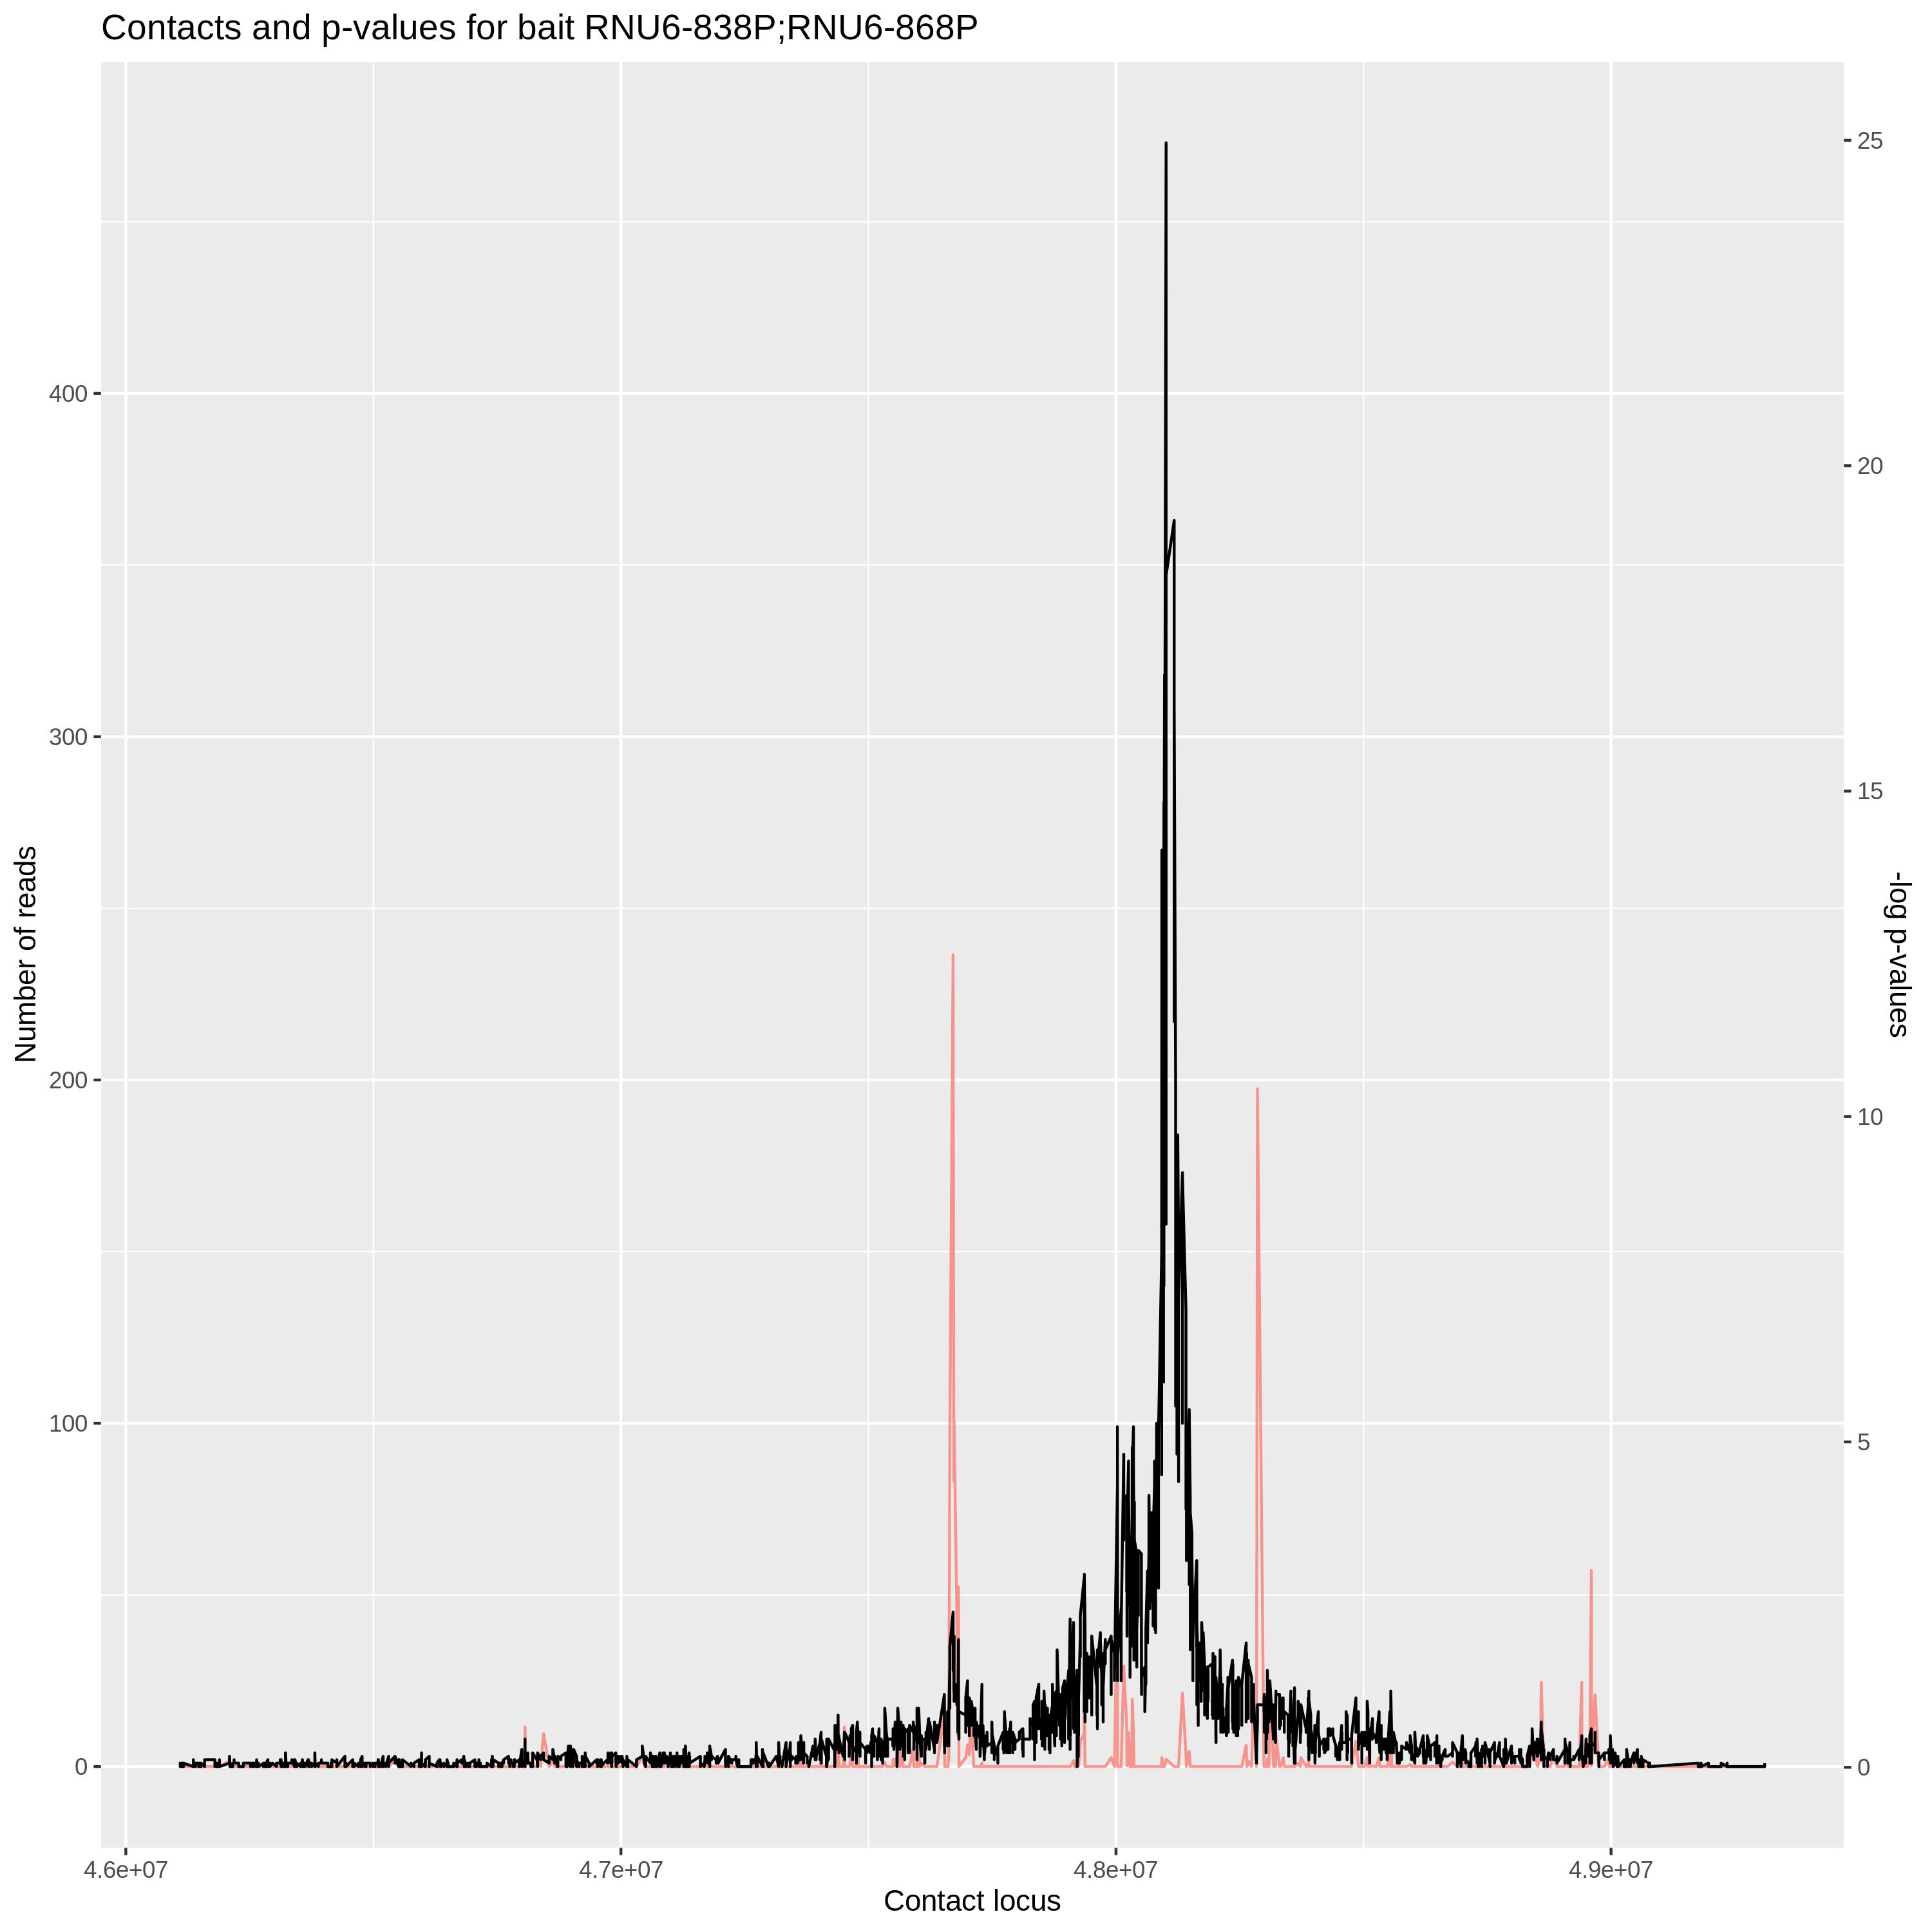 Contacts and p-values for bait RNU6-838P;RNU6-868P
Number of reads
400
300
200
100
0
25
20
15
10
5
0
-log p-values
4.6e+07
4.7e+07
4.8e+07
4.9e+07
Contact locus